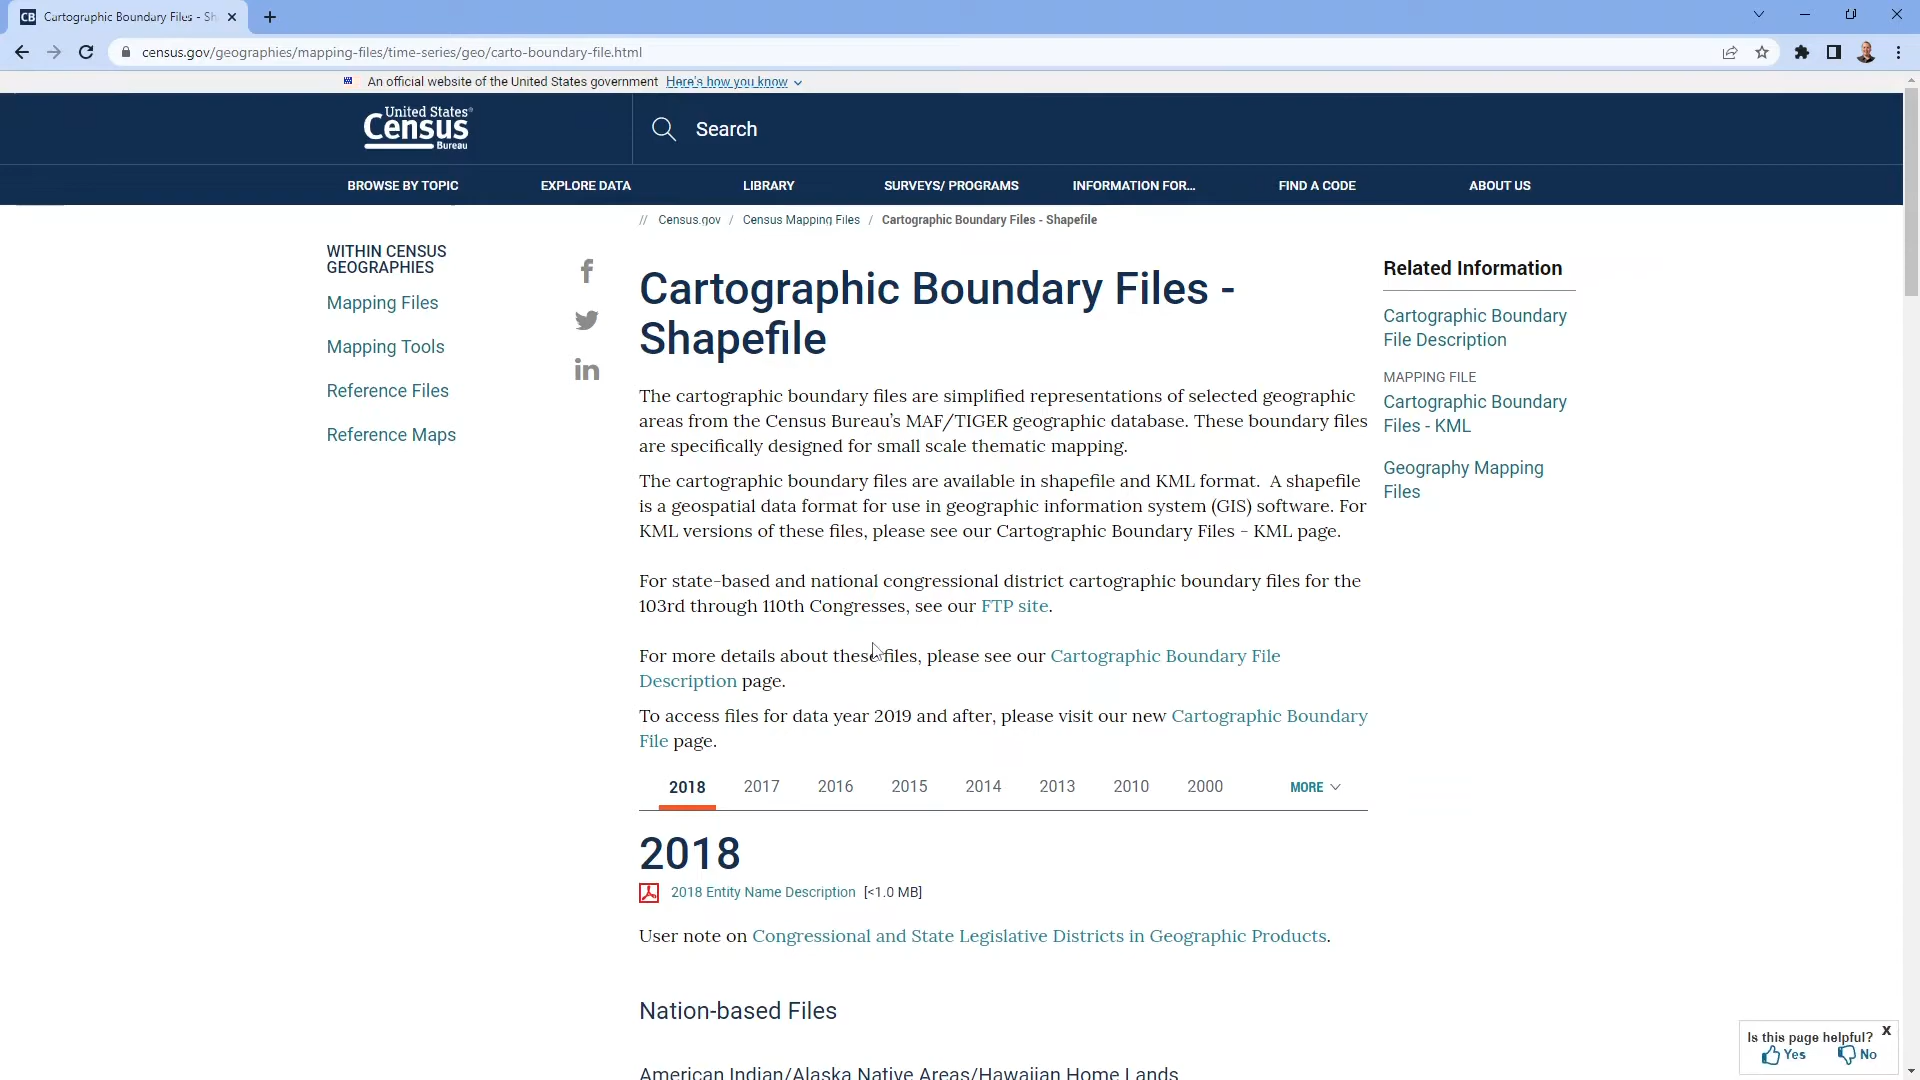 CB Cartographic Boundary Files - Sh
census.gov/geographies/mapping-files/time-series/geo/carto-boundary-file.html
An official website of the United States government Here's how you know
United States®
Census
Bureau
Search
BROWSE BY TOPIC EXPLORE DATA LIBRARY SURVEYS/ PROGRAMS INFORMATION FOR... FIND A CODE ABOUT US
// Census.gov / Census Mapping Files / Cartographic Boundary Files - Shapefile
WITHIN CENSUS
GEOGRAPHIES
Mapping Files
Mapping Tools
Reference Files
Reference Maps
Cartographic Boundary Files -
Shapefile
The cartographic boundary files are simplified representations of selected geographic
areas from the Census Bureau’s MAF/TIGER geographic database. These boundary files
are specifically designed for small scale thematic mapping.
The cartographic boundary files are available in shapefile and KML format. A shapefile
is a geospatial data format for use in geographic information system (GIS) software. For
KML versions of these files, please see our Cartographic Boundary Files - KML page.
For state-based and national congressional district cartographic boundary files for the
103rd through 110th Congresses, see our FTP site.
For more details about these files, please see our Cartographic Boundary File
Description page.
To access files for data year 2019 and after, please visit our new Cartographic Boundary
File page.
2018 2017 2016 2015 2014 2013 2010 2000 MORE
2018
2018 Entity Name Description [<1.0 MB]
User note on Congressional and State Legislative Districts in Geographic Products.
Nation-based Files
American Indian/Alaska Native Areas/Hawaiian Home Lands
Related Information
Cartographic Boundary
File Description
MAPPING FILE
Cartographic Boundary
Files - KML
Geography Mapping
Files
Is this page helpful? X
Yes No